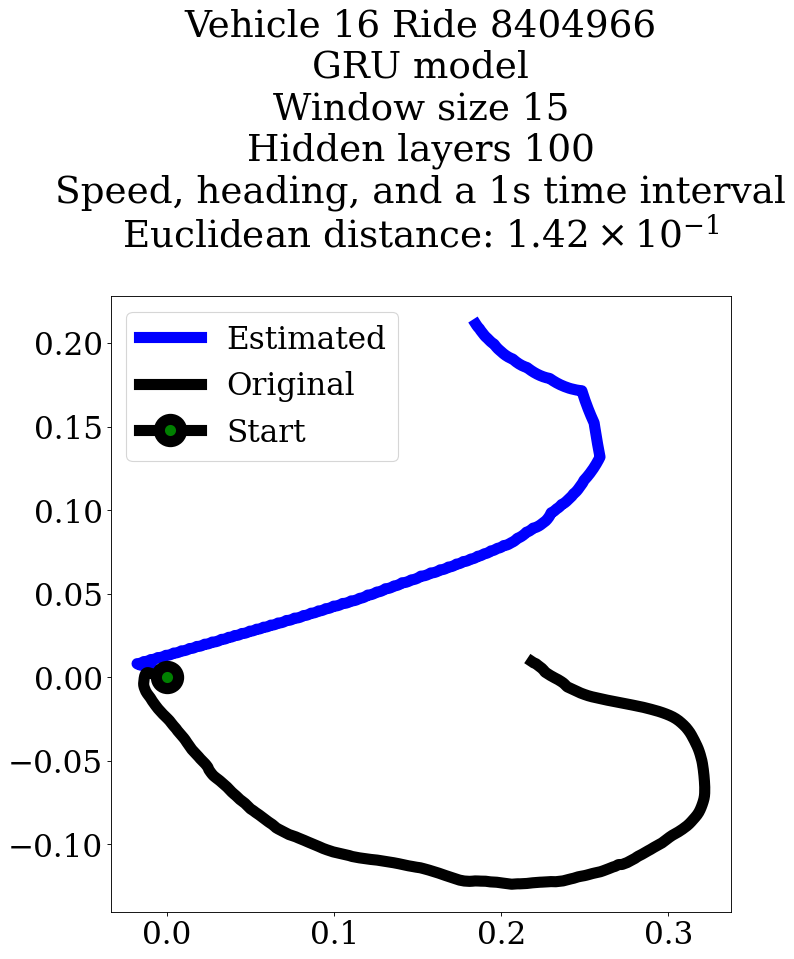 Vehicle 16 Ride 8404966
GRU model
Window size 15
Hidden layers 100
Speed, heading, and a 1s time interval
Euclidean distance: 1.42 × 10⁻¹
Estimated
Original
Start
0.20
0.15
0.10
0.05
0.00
−0.05
−0.10
0.0 0.1 0.2 0.3